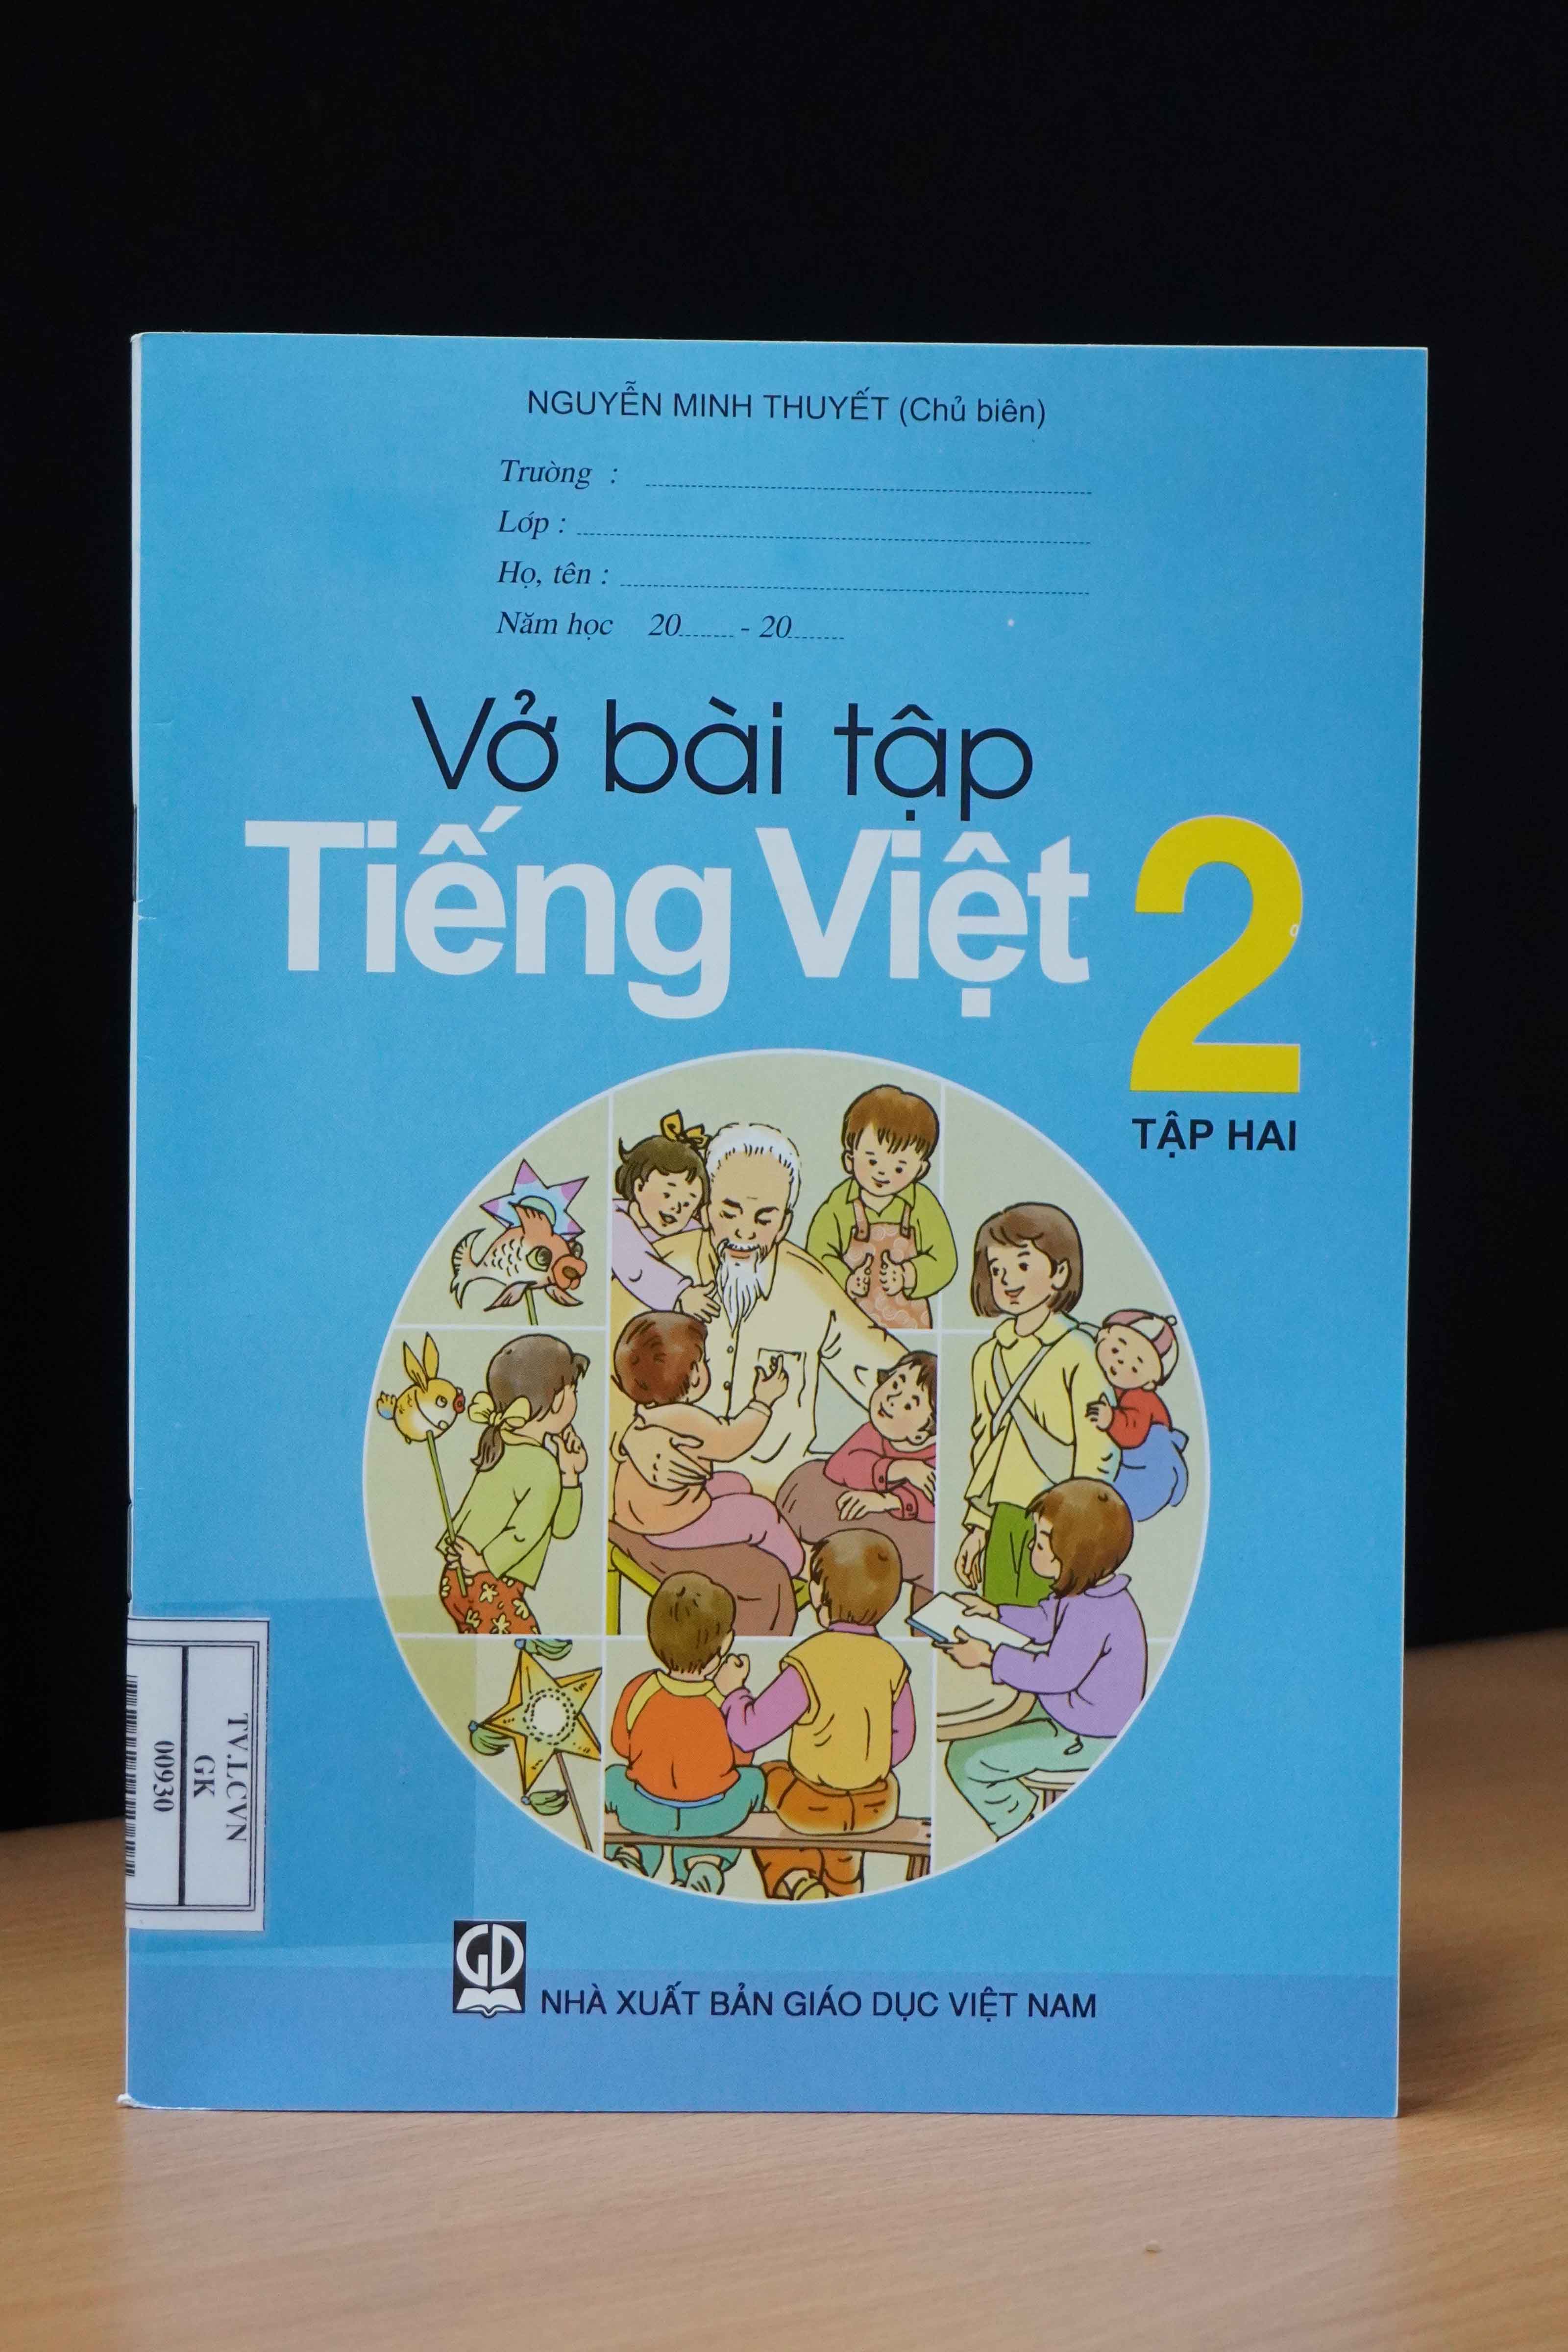 NGUYỄN MINH THUYẾT (Chủ biên)
Trường :
Lớp :
Họ, tên :
Năm học 20 - 20
Vở bài tập
Tiếng Việt 2
TẬP HAI
TV.LCVN
GK
00930
GD
NHÀ XUẤT BẢN GIÁO DỤC VIỆT NAM